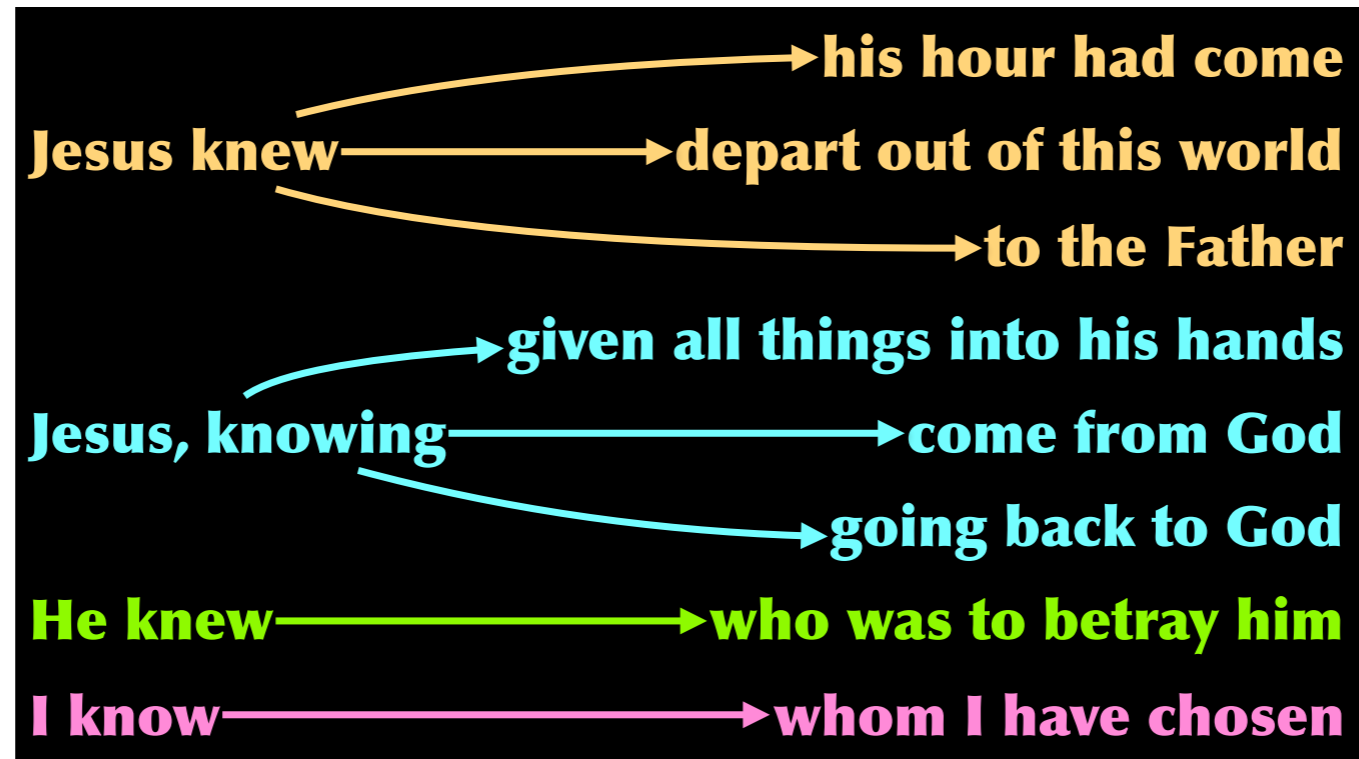 his hour had come
Jesus knew
depart out of this world
to the Father
given all things into his hands
Jesus, knowing
come from God
going back to God
He knew
who was to betray him
I know
whom I have chosen